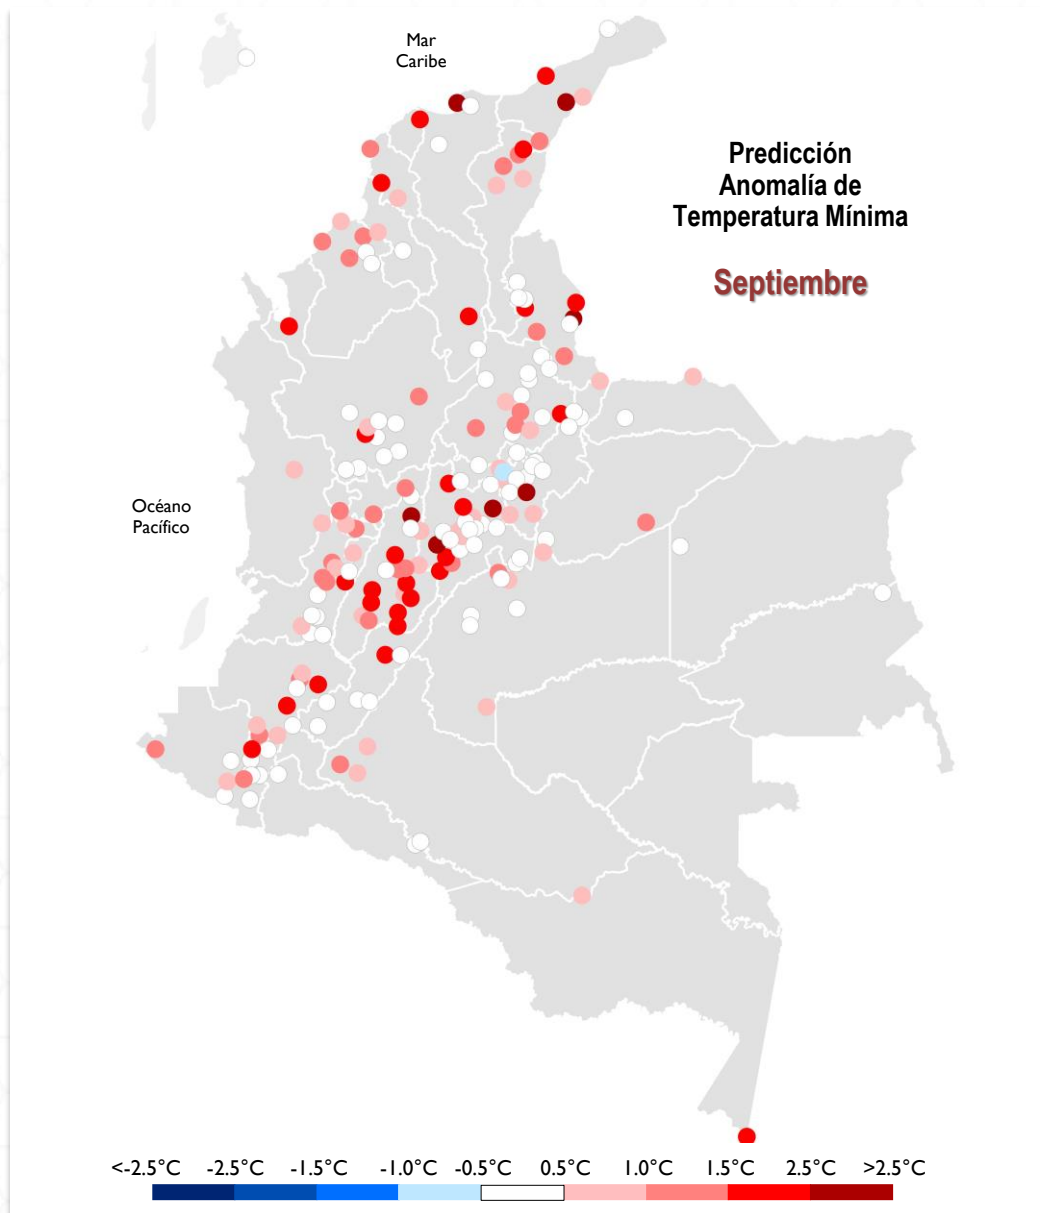 Mar
Caribe
Predicción
Anomalía de
Temperatura Mínima
Septiembre
Océano
Pacífico
<-2.5°C -2.5°C -1.5°C -1.0°C -0.5°C 0.5°C 1.0°C 1.5°C 2.5°C >2.5°C